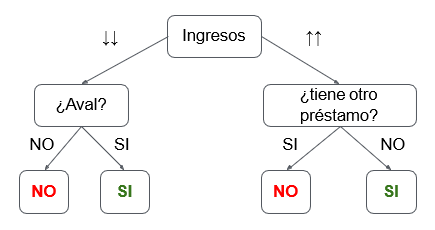 Ingresos
↓↓
↑↑
¿Aval?
¿tiene otro
préstamo?
NO
SI
SI
NO
NO
SI
NO
SI